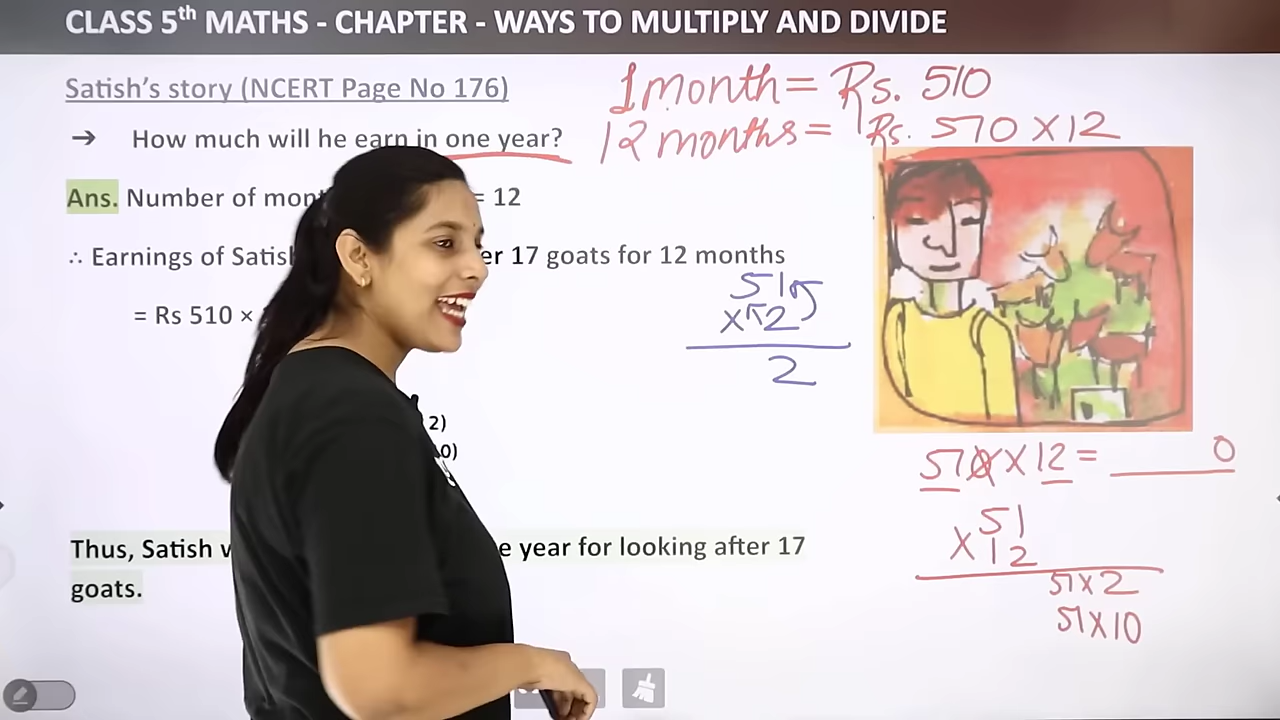 CLASS 5th MATHS - CHAPTER - WAYS TO MULTIPLY AND DIVIDE
Satish's story (NCERT Page No 176)
→ How much will he earn in one year?
Ans. Number of = 12
∴ Earnings of 17 goats for 12 months
= Rs 510 ×
2)
0)
Thus, Satish year for looking after 17
goats.
1 month = Rs. 510
12 months = Rs. 510 X 12
51
x 12
2
510 X 12 = 0
51
X 12
51 X 2
51 X 10